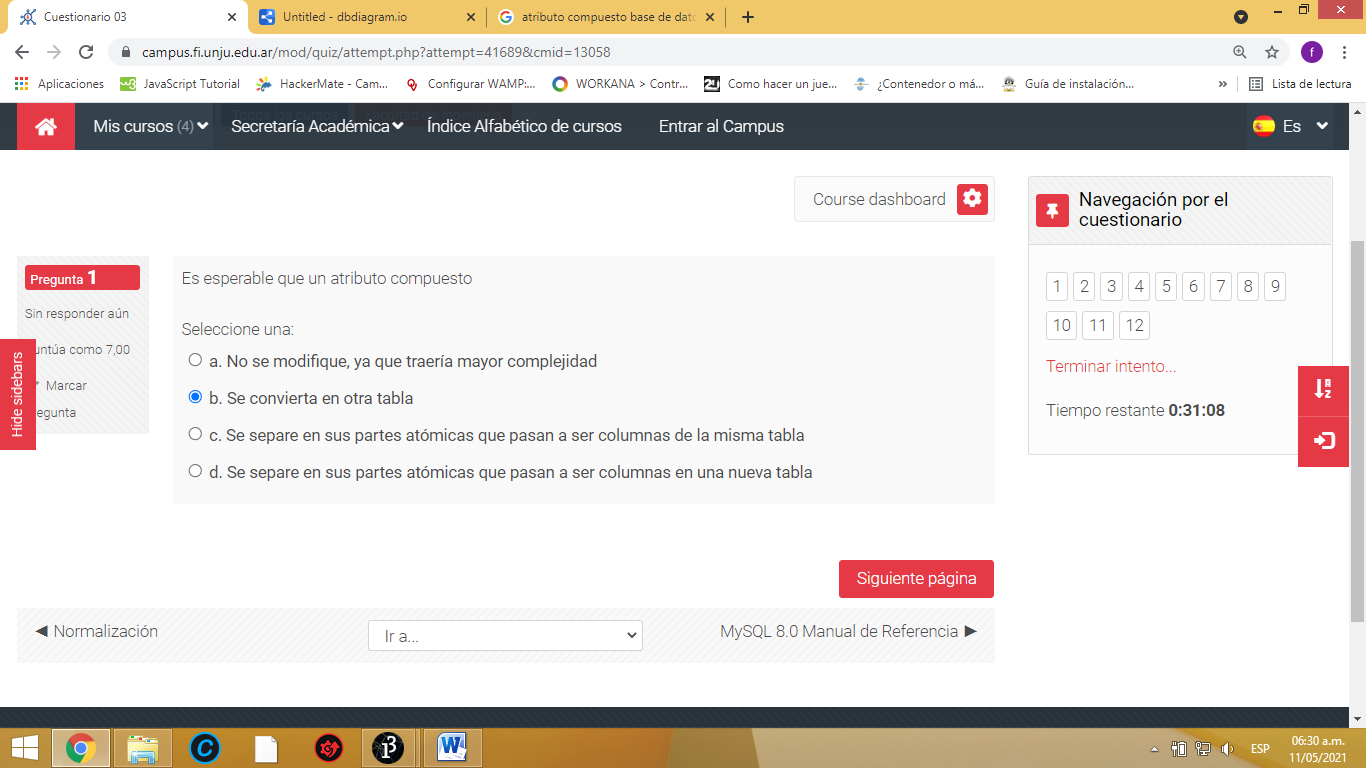 Cuestionario 03
Untitled - dbdiagram.io
atributo compuesto base de dato
campus.fi.unju.edu.ar/mod/quiz/attempt.php?attempt=41689&cmid=13058
f
Aplicaciones
JavaScript Tutorial
HackerMate - Cam...
Configurar WAMP:...
WORKANA > Contr...
Como hacer un jue...
¿Contenedor o má...
Guía de instalación...
»
Lista de lectura
Mis cursos (4)
Secretaría Académica
Índice Alfabético de cursos
Entrar al Campus
Es
Course dashboard
Navegación por el
cuestionario
1 2 3 4 5 6 7 8 9
10 11 12
Terminar intento...
Tiempo restante 0:31:08
Pregunta 1
Sin responder aún
untúa como 7,00
Marcar
egunta
Hide sidebars
Es esperable que un atributo compuesto
Seleccione una:
a. No se modifique, ya que traería mayor complejidad
b. Se convierta en otra tabla
c. Se separe en sus partes atómicas que pasan a ser columnas de la misma tabla
d. Se separe en sus partes atómicas que pasan a ser columnas en una nueva tabla
Siguiente página
◄ Normalización
Ir a...
MySQL 8.0 Manual de Referencia ►
ESP
06:30 a.m.
11/05/2021